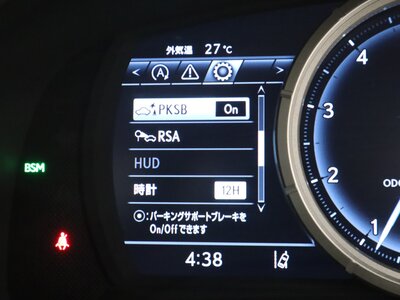 外気温 27℃
< A >
PKSB On
RSA
HUD
時計 12H
BSM
⦿:パーキングサポートブレーキを
On/Offできます
4:38
4
3
2
1
ODO